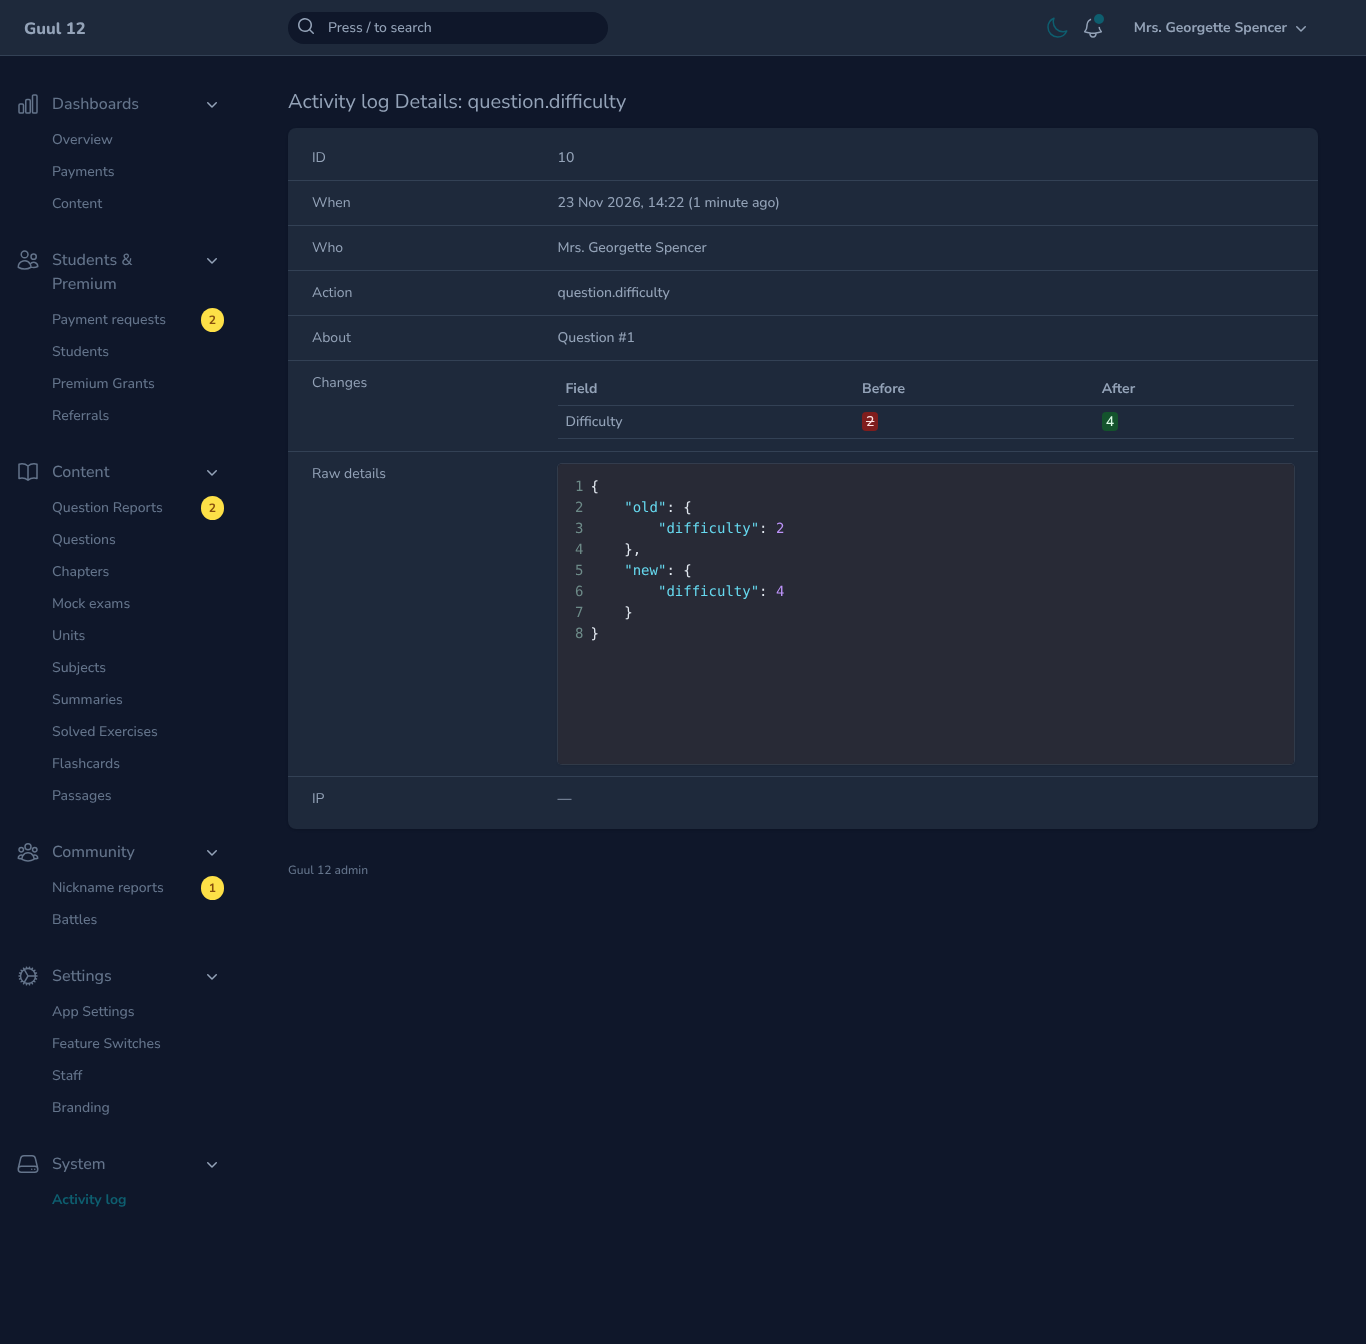 Guul 12
Press / to search
Mrs. Georgette Spencer
Dashboards
Overview
Payments
Content
Students &
Premium
Payment requests 2
Students
Premium Grants
Referrals
Content
Question Reports 2
Questions
Chapters
Mock exams
Units
Subjects
Summaries
Solved Exercises
Flashcards
Passages
Community
Nickname reports 1
Battles
Settings
App Settings
Feature Switches
Staff
Branding
System
Activity log
Activity log Details: question.difficulty
ID 10
When 23 Nov 2026, 14:22 (1 minute ago)
Who Mrs. Georgette Spencer
Action question.difficulty
About Question #1
Changes
Field Before After
Difficulty 2 4
Raw details
1 {
2     "old": {
3         "difficulty": 2
4     },
5     "new": {
6         "difficulty": 4
7     }
8 }
IP —
Guul 12 admin